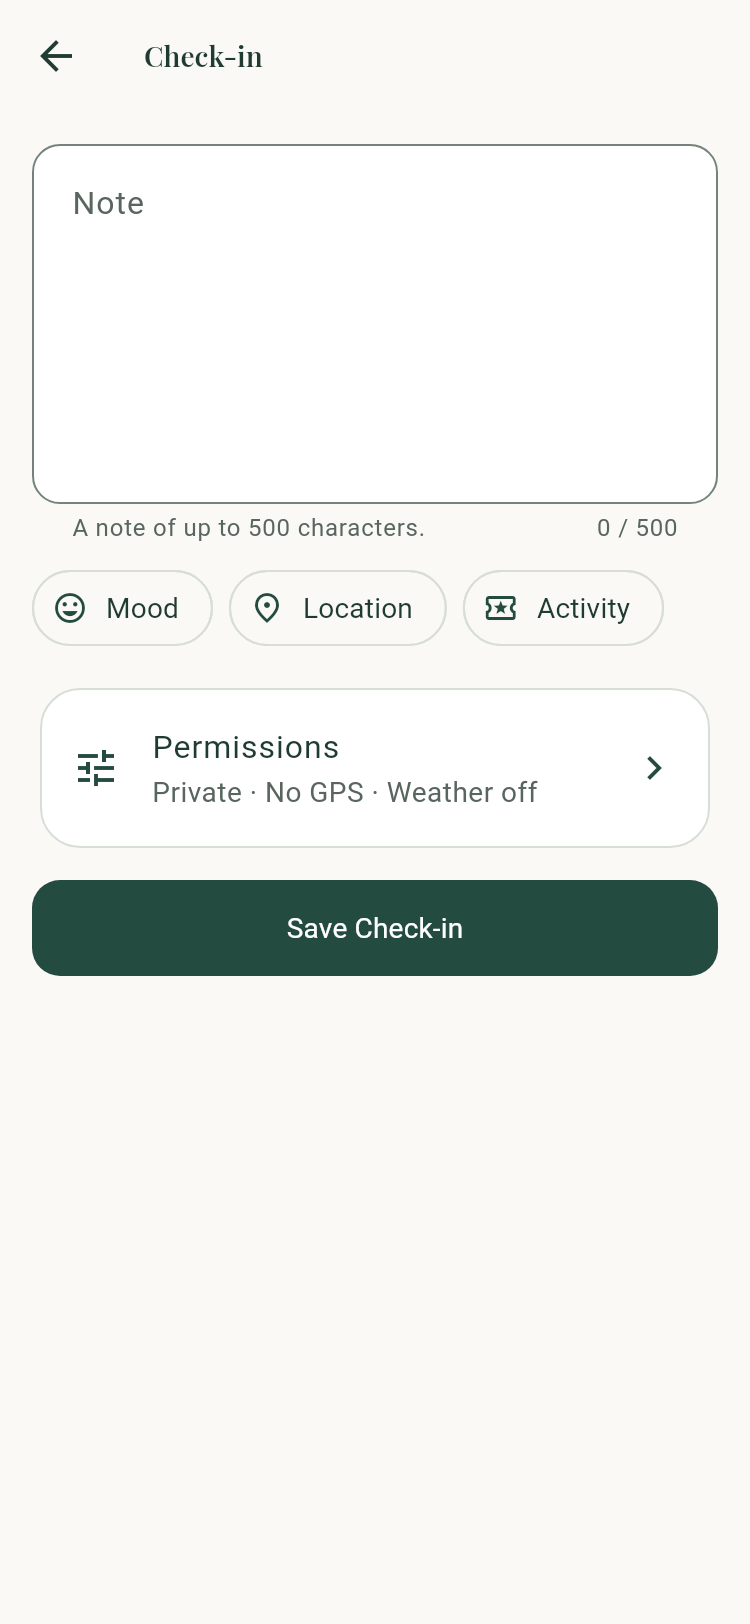 Check-in
Note
A note of up to 500 characters.
0 / 500
Mood
Location
Activity
Permissions
Private · No GPS · Weather off
Save Check-in